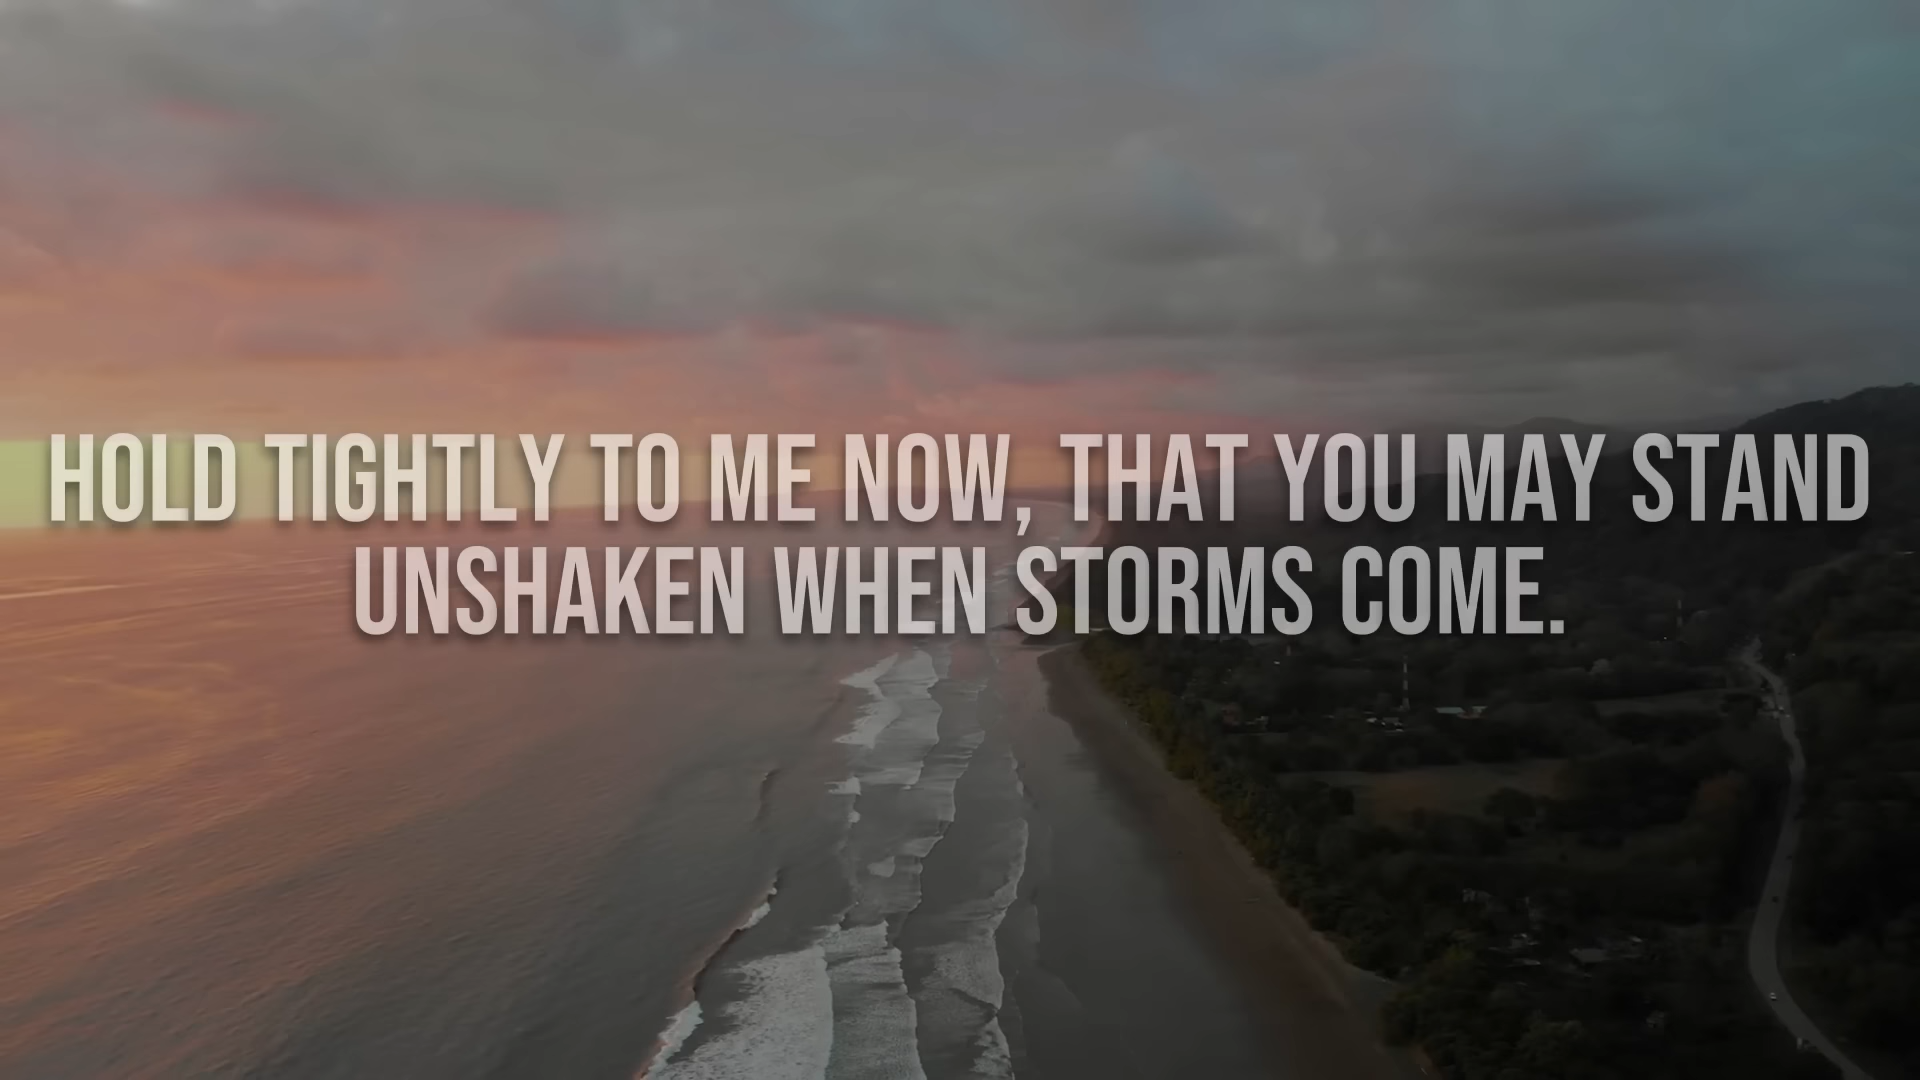 HOLD TIGHTLY TO ME NOW, THAT YOU MAY STAND
UNSHAKEN WHEN STORMS COME.